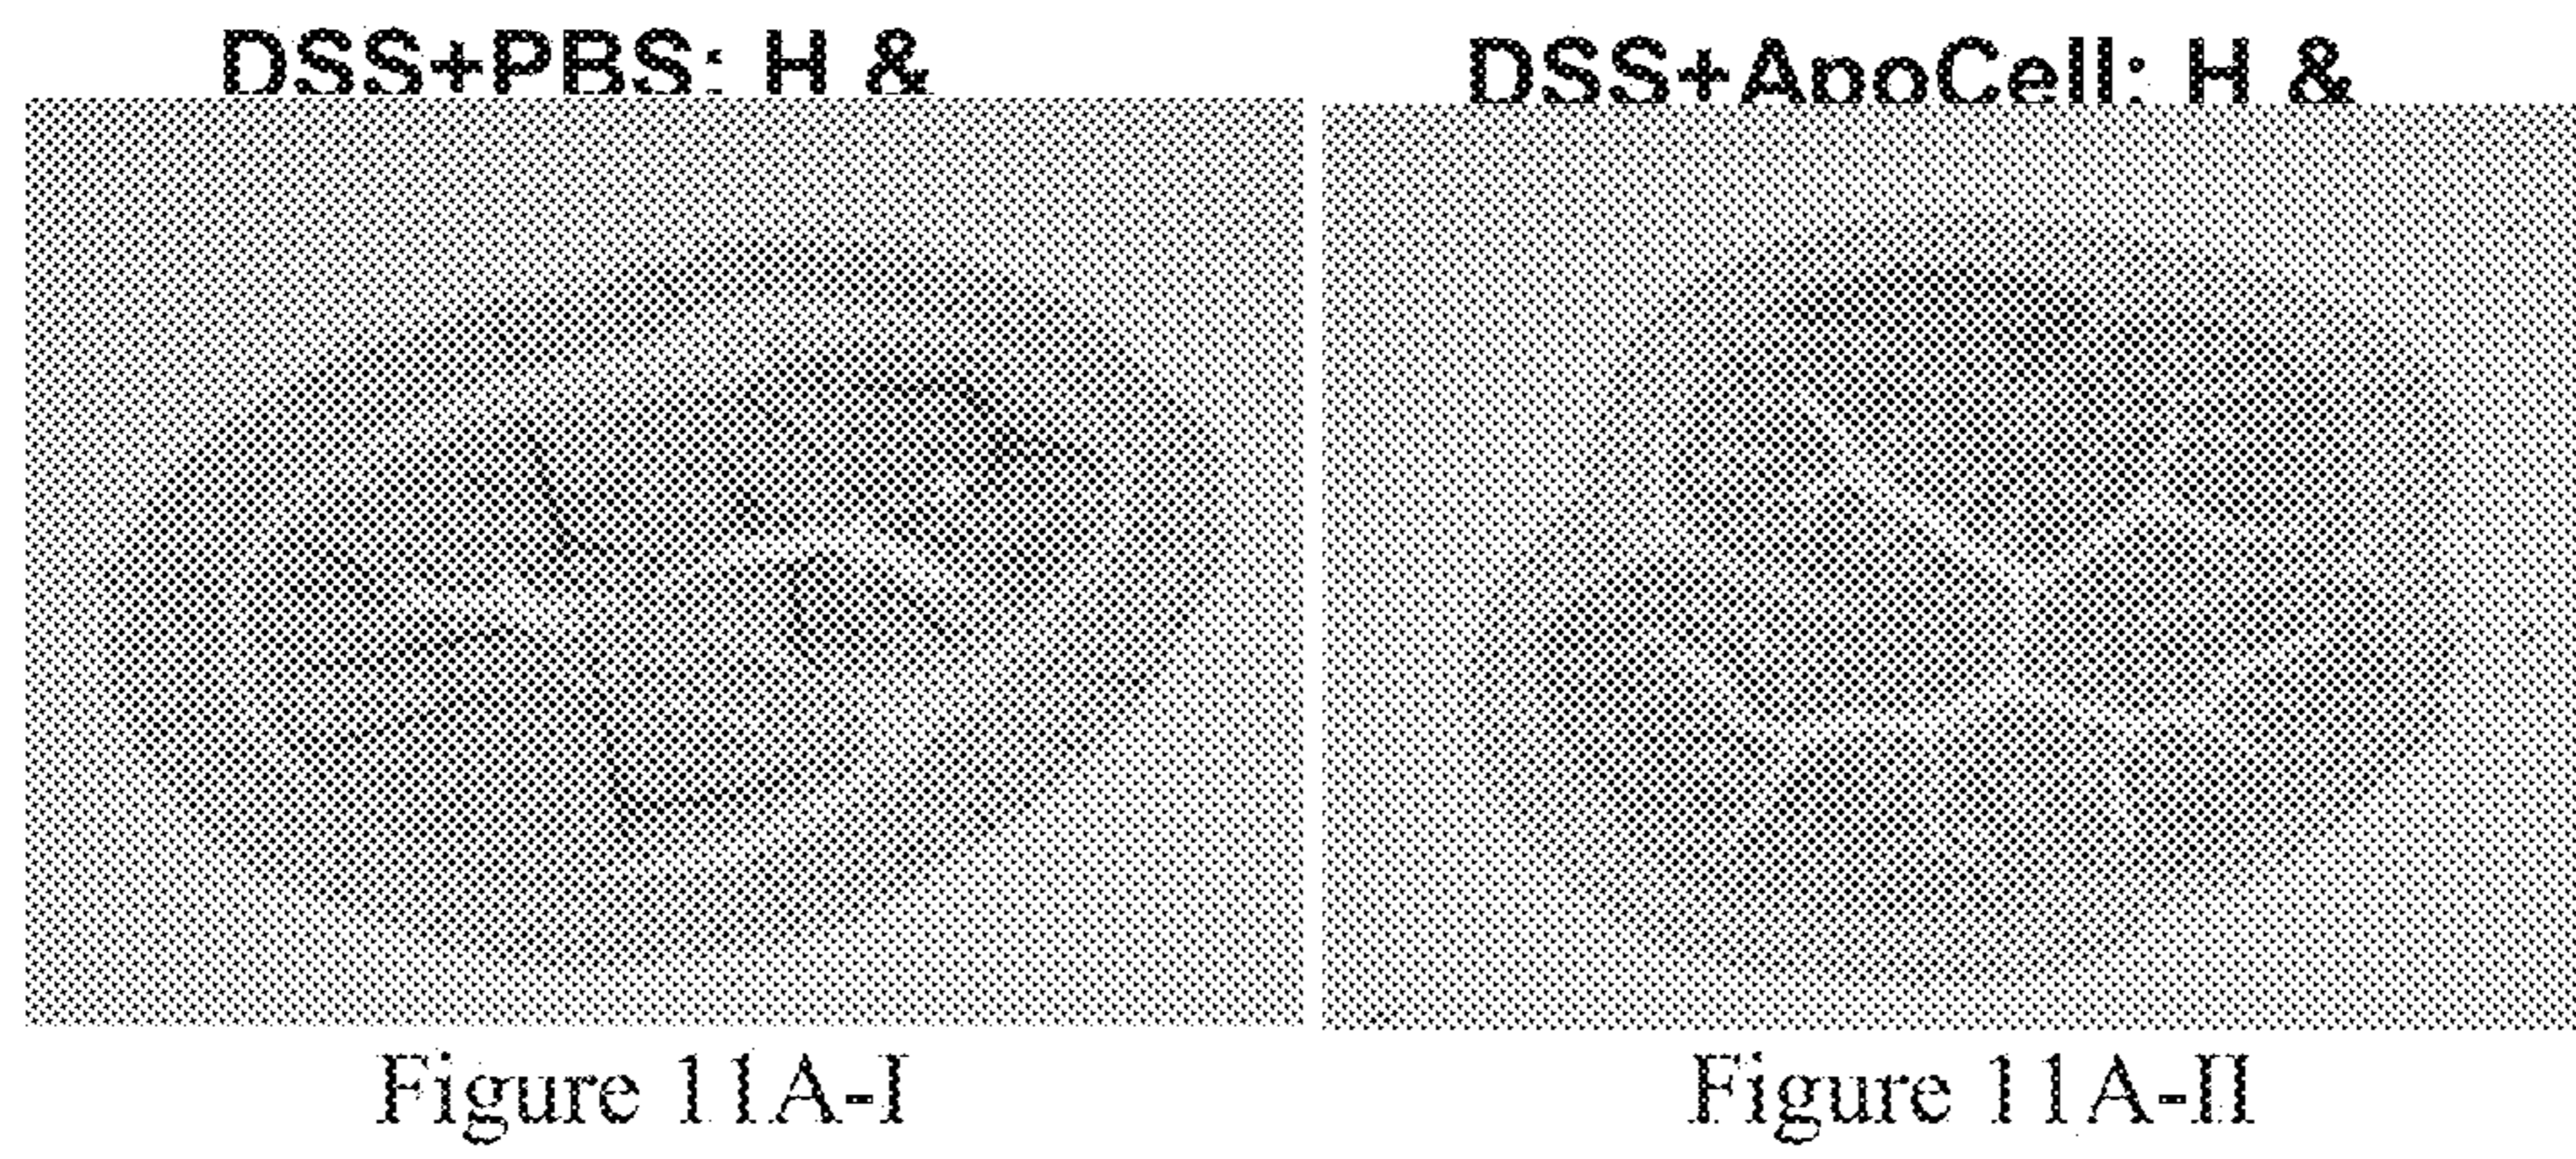 DSS+PBS: H &
DSS+ApoCell: H &
Figure 11A-I
Figure 11A-II